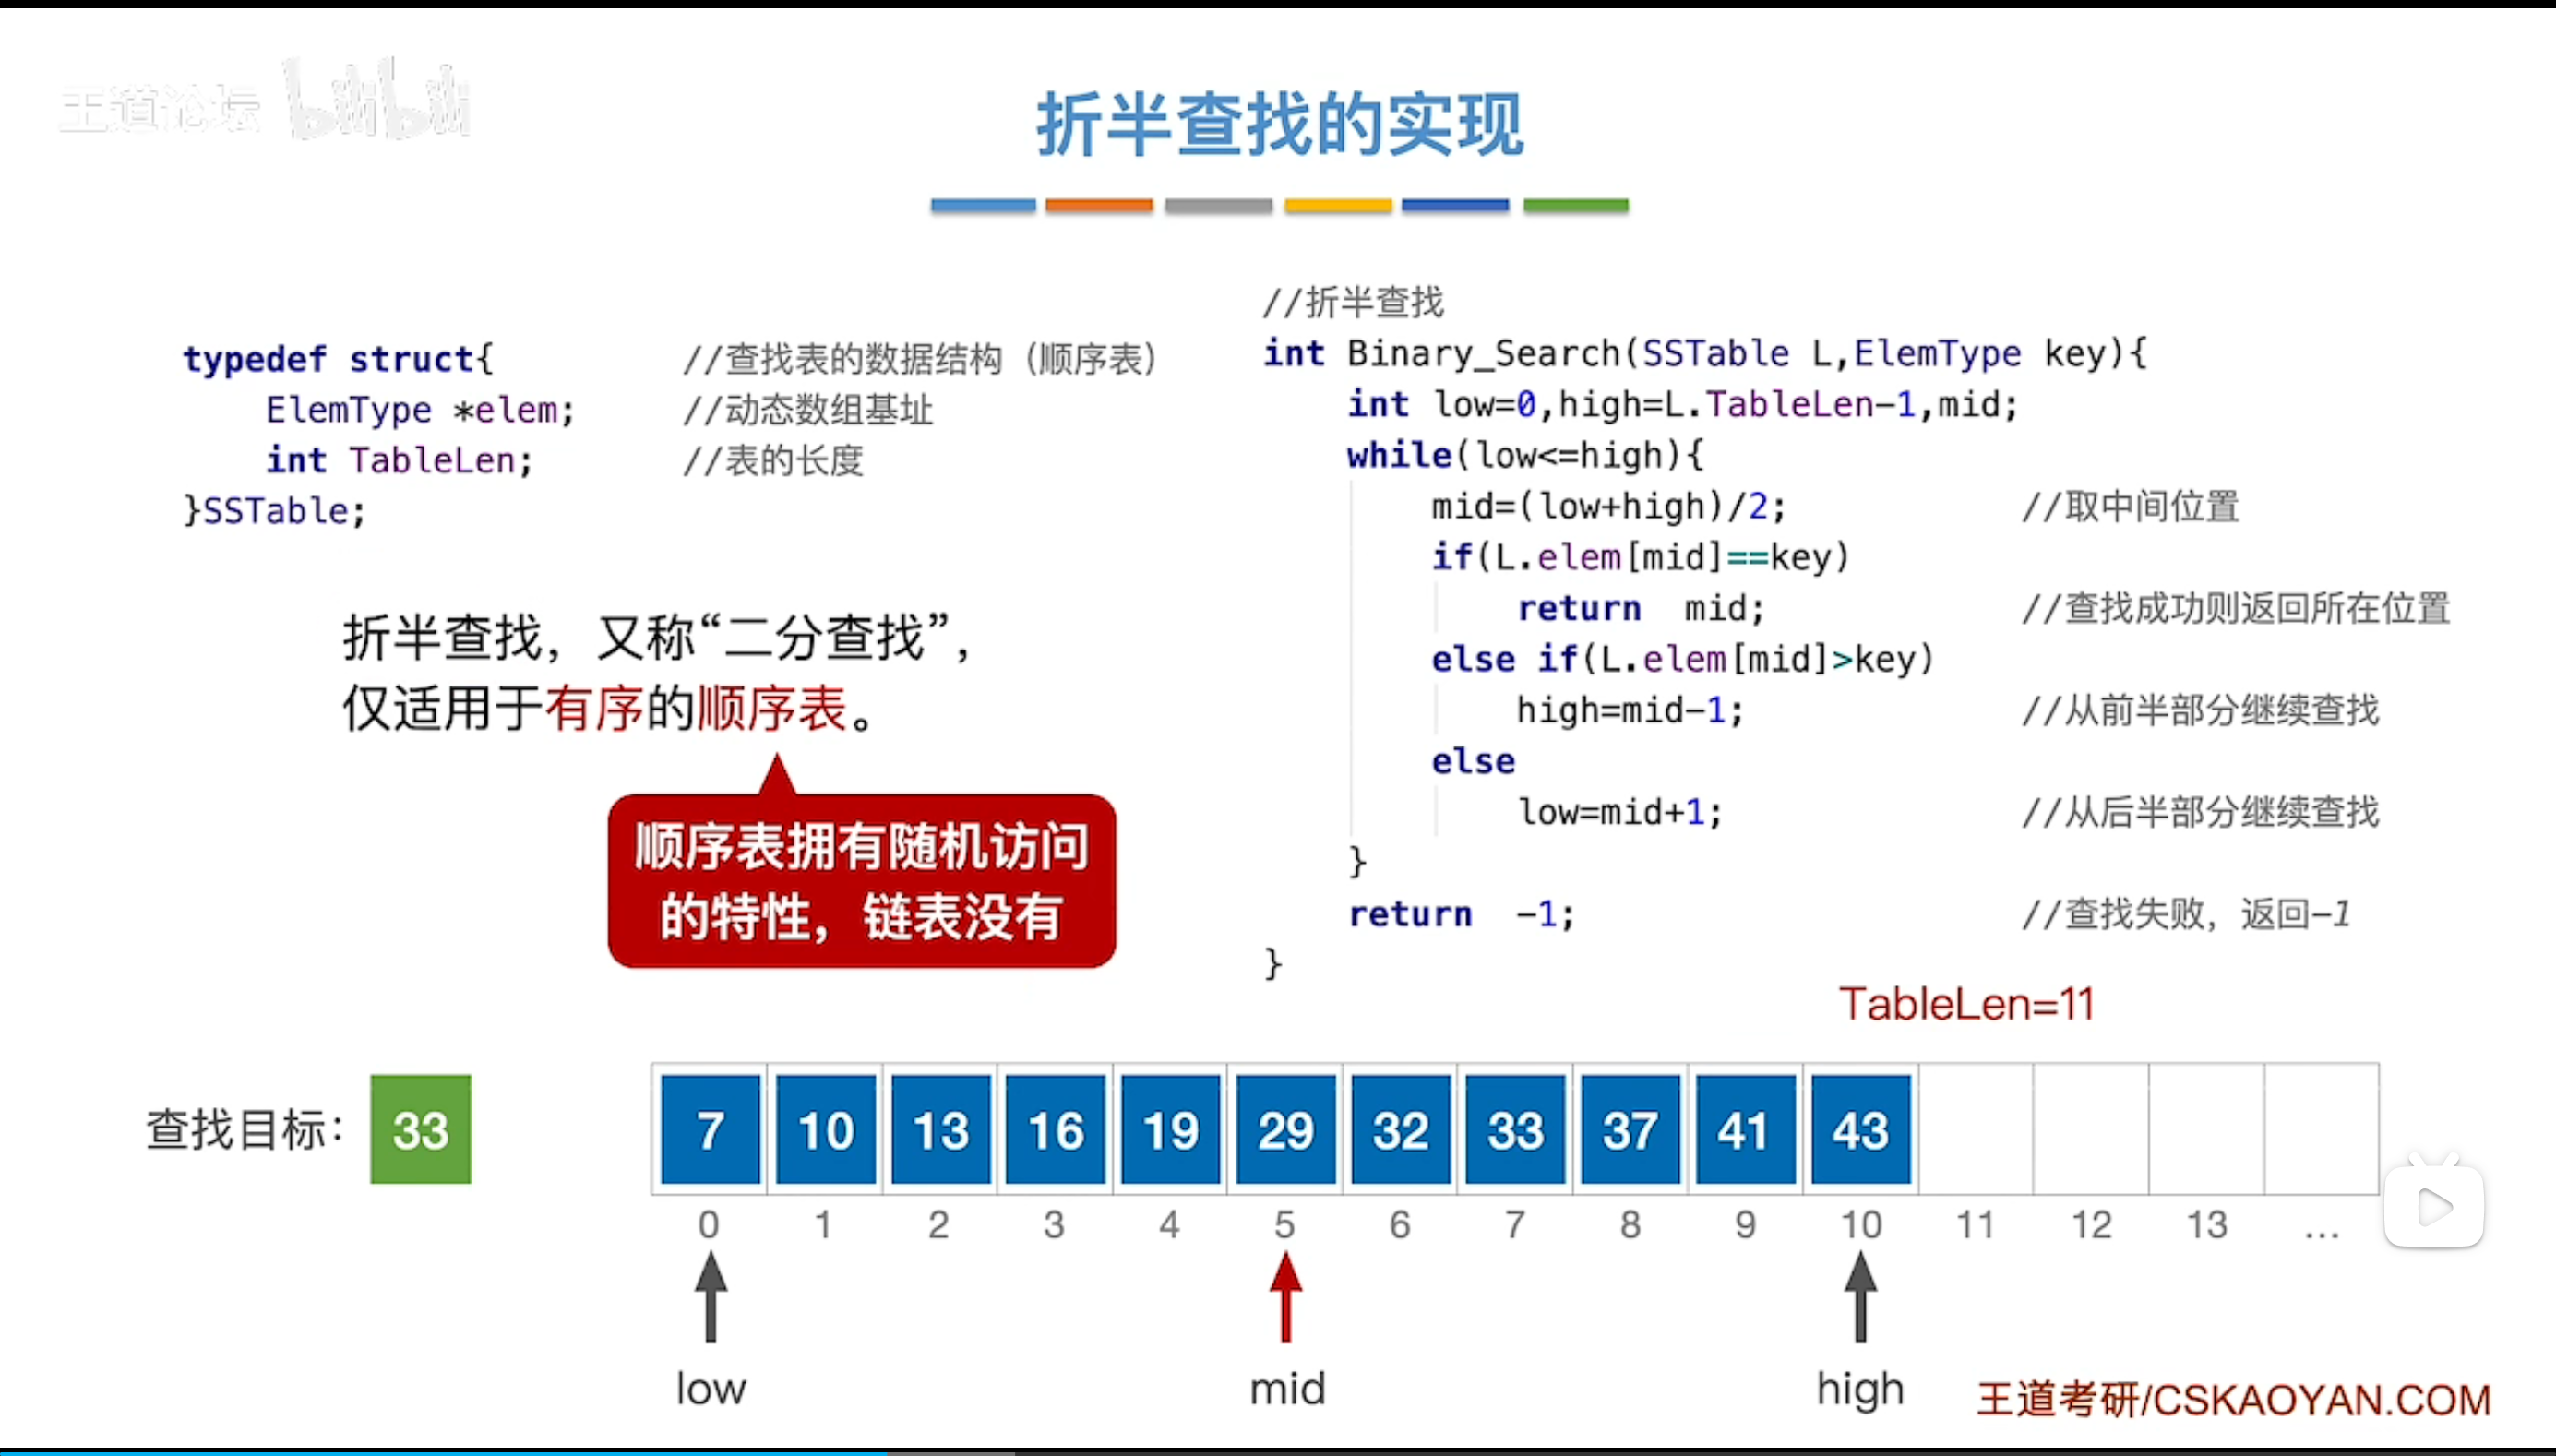 王道论坛 bilibili
折半查找的实现
typedef struct{ //查找表的数据结构（顺序表）
ElemType *elem; //动态数组基址
int TableLen; //表的长度
}SSTable;
折半查找，又称“二分查找”，
仅适用于有序的顺序表。
顺序表拥有随机访问
的特性，链表没有
//折半查找
int Binary_Search(SSTable L,ElemType key){
int low=0,high=L.TableLen-1,mid;
while(low<=high){
mid=(low+high)/2; //取中间位置
if(L.elem[mid]==key)
return mid; //查找成功则返回所在位置
else if(L.elem[mid]>key)
high=mid-1; //从前半部分继续查找
else
low=mid+1; //从后半部分继续查找
}
return -1; //查找失败，返回-1
}
TableLen=11
查找目标： 33 7 10 13 16 19 29 32 33 37 41 43
0 1 2 3 4 5 6 7 8 9 10 11 12 13 ...
low mid high
王道考研/CSKAOYAN.COM